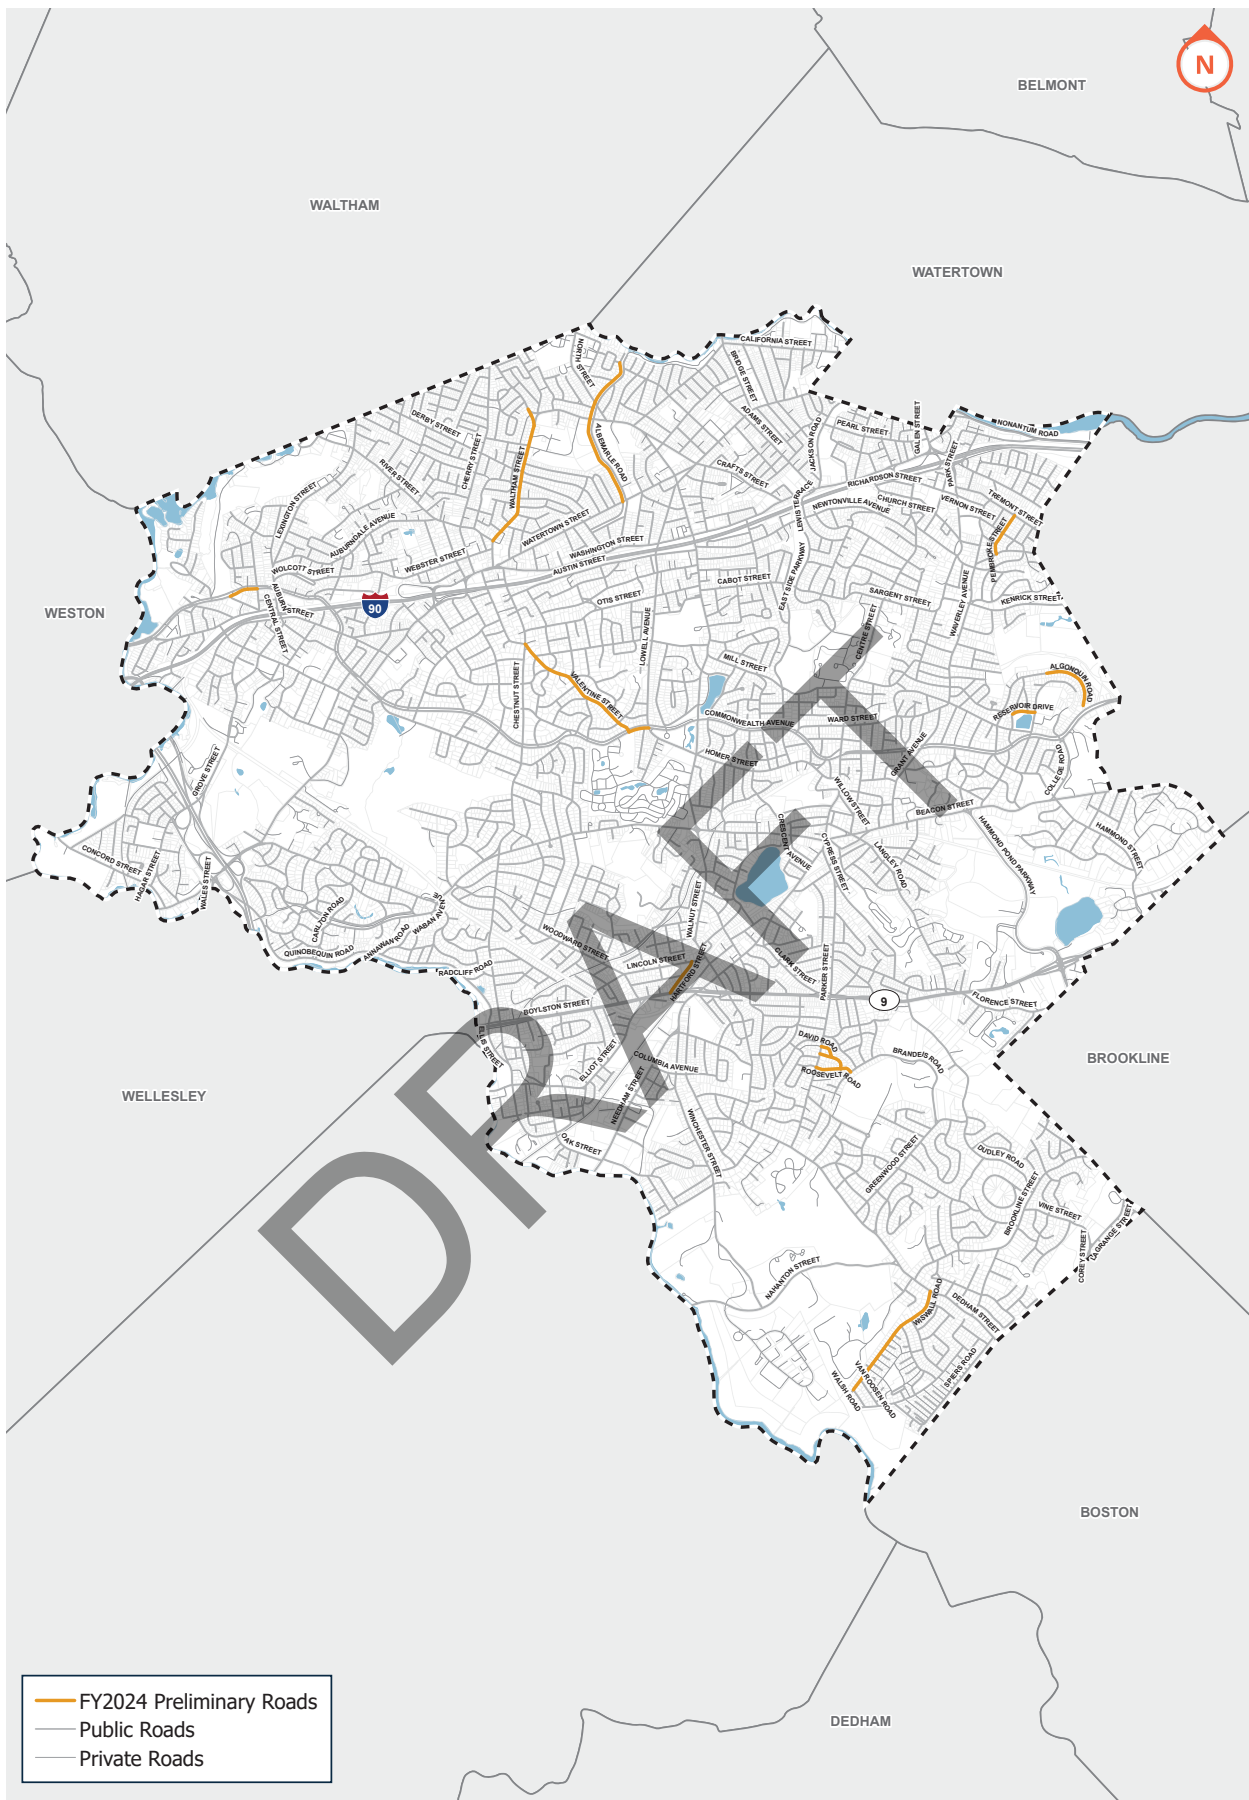 N
BELMONT
WALTHAM
WATERTOWN
CALIFORNIA STREET
NORTH STREET
BRIDGE STREET
ADAMS STREET
DERBY STREET
ALBEMARLE ROAD
CHERRY STREET
WALTHAM STREET
RIVER STREET
JACKSON ROAD
PEARL STREET
GALEN STREET
NONANTUM ROAD
PARK STREET
CRAFTS STREET
RICHARDSON STREET
LEWIS TERRACE
NEWTONVILLE AVENUE
CHURCH STREET
VERNON STREET
TREMONT STREET
LEXINGTON STREET
AUBURNDALE AVENUE
WATERTOWN STREET
WASHINGTON STREET
AUSTIN STREET
WEBSTER STREET
WOLCOTT STREET
PEMBROKE STREET
CABOT STREET
EAST SIDE PARKWAY
SARGENT STREET
WAVERLEY AVENUE
KENRICK STREET
WESTON
AUBURN STREET
CENTRAL STREET
90
OTIS STREET
LOWELL AVENUE
CENTRE STREET
MILL STREET
ALGONQUIN ROAD
RESERVOIR DRIVE
CHESTNUT STREET
VALENTINE STREET
COMMONWEALTH AVENUE
WARD STREET
GRANT AVENUE
HOMER STREET
COLLEGE ROAD
GROVE STREET
WILLOW STREET
BEACON STREET
HAMMOND STREET
HAMMOND POND PARKWAY
CRESCENT AVENUE
CYPRESS STREET
LANGLEY ROAD
CONCORD STREET
HAGAR STREET
WALES STREET
CARLTON ROAD
WABAN AVENUE
ANNAWAN ROAD
QUINOBEQUIN ROAD
WALNUT STREET
WOODWARD STREET
LINCOLN STREET
HARTFORD STREET
CLARK STREET
PARKER STREET
RADCLIFF ROAD
BOYLSTON STREET
9
FLORENCE STREET
ELLIS STREET
ELLIOT STREET
COLUMBIA AVENUE
DAVID ROAD
ROOSEVELT ROAD
BRANDEIS ROAD
BROOKLINE
WELLESLEY
NEEDHAM STREET
OAK STREET
WINCHESTER STREET
GREENWOOD STREET
DUDLEY ROAD
BROOKLINE STREET
VINE STREET
LAGRANGE STREET
COREY STREET
NAHANTON STREET
WISWALL ROAD
DEDHAM STREET
SPIERS ROAD
VAN ROOSEN ROAD
WALSH ROAD
DRAFT
BOSTON
DEDHAM
FY2024 Preliminary Roads
Public Roads
Private Roads